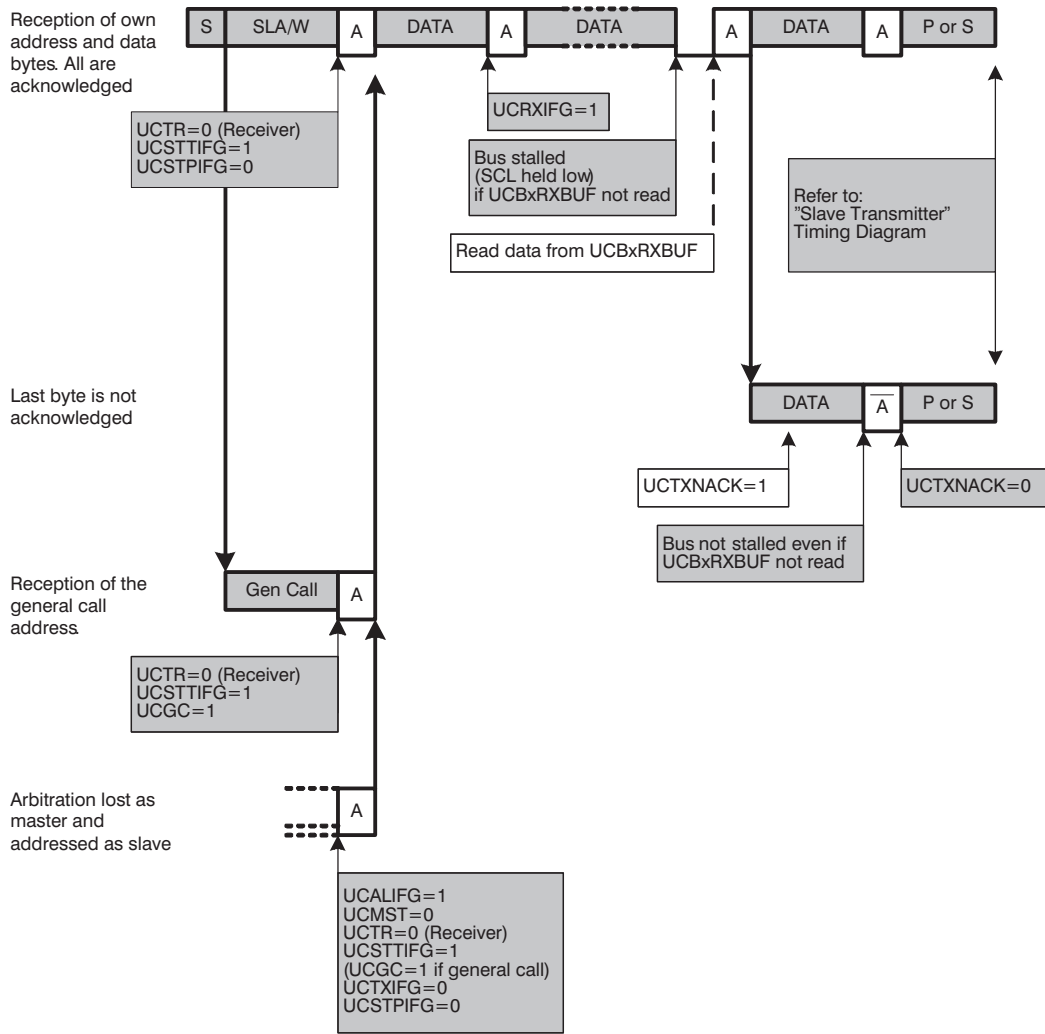 Reception of own
address and data
bytes. All are
acknowledged
S SLA/W A DATA A DATA A DATA A P or S
UCTR=0 (Receiver)
UCSTTIFG=1
UCSTPIFG=0
UCRXIFG=1
Bus stalled
(SCL held low)
if UCBxRXBUF not read
Read data from UCBxRXBUF
Refer to:
”Slave Transmitter”
Timing Diagram
Last byte is not
acknowledged
DATA A P or S
UCTXNACK=1
UCTXNACK=0
Bus not stalled even if
UCBxRXBUF not read
Reception of the
general call
address.
Gen Call A
UCTR=0 (Receiver)
UCSTTIFG=1
UCGC=1
Arbitration lost as
master and
addressed as slave
A
UCALIFG=1
UCMST=0
UCTR=0 (Receiver)
UCSTTIFG=1
(UCGC=1 if general call)
UCTXIFG=0
UCSTPIFG=0